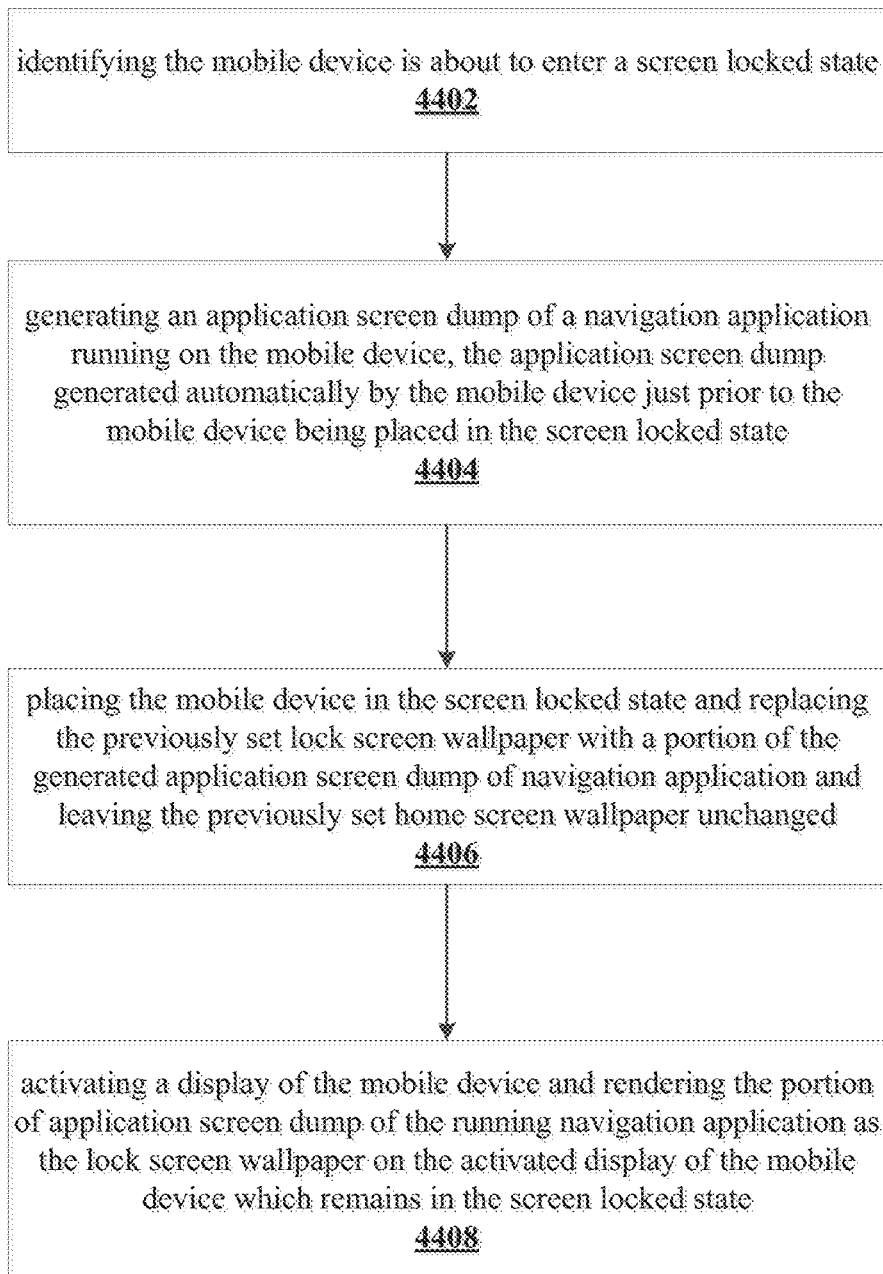 identifying the mobile device is about to enter a screen locked state
4402
generating an application screen dump of a navigation application
running on the mobile device, the application screen dump
generated automatically by the mobile device just prior to the
mobile device being placed in the screen locked state
4404
placing the mobile device in the screen locked state and replacing
the previously set lock screen wallpaper with a portion of the
generated application screen dump of navigation application and
leaving the previously set home screen wallpaper unchanged
4406
activating a display of the mobile device and rendering the portion
of application screen dump of the running navigation application as
the lock screen wallpaper on the activated display of the mobile
device which remains in the screen locked state
4408